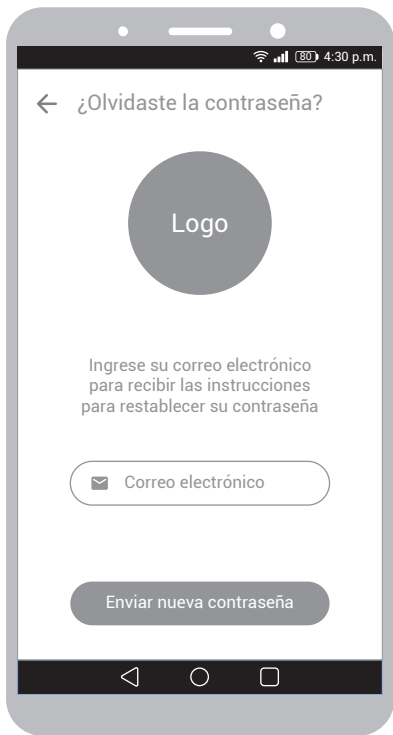 80 4:30 p.m.
¿Olvidaste la contraseña?
Logo
Ingrese su correo electrónico
para recibir las instrucciones
para restablecer su contraseña
Correo electrónico
Enviar nueva contraseña